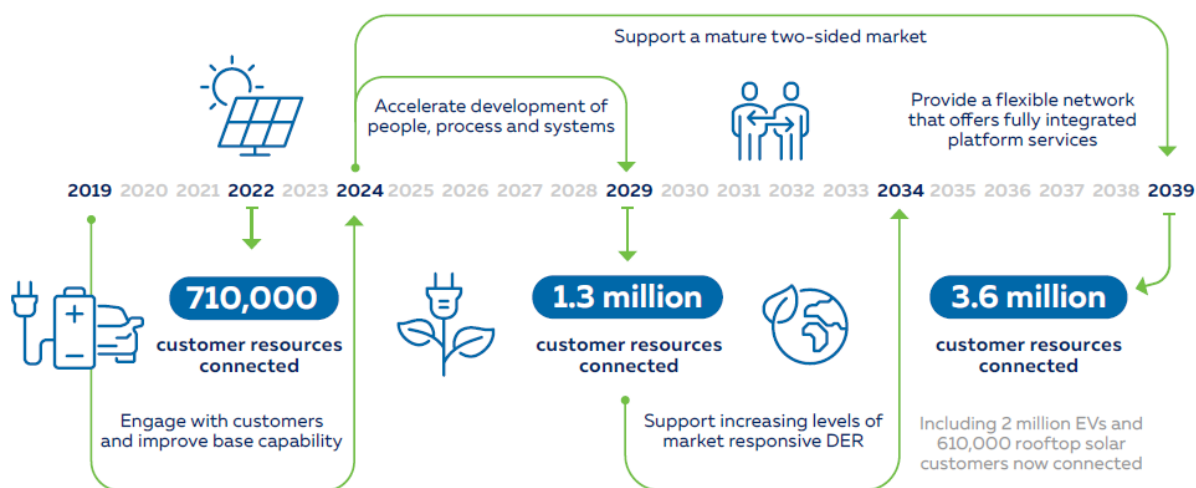 Support a mature two-sided market
Accelerate development of
people, process and systems
Provide a flexible network
that offers fully integrated
platform services
2019 2020 2021 2022 2023 2024 2025 2026 2027 2028 2029 2030 2031 2032 2033 2034 2035 2036 2037 2038 2039
710,000
customer resources
connected
1.3 million
customer resources
connected
3.6 million
customer resources
connected
Engage with customers
and improve base capability
Support increasing levels of
market responsive DER
Including 2 million EVs and
610,000 rooftop solar
customers now connected